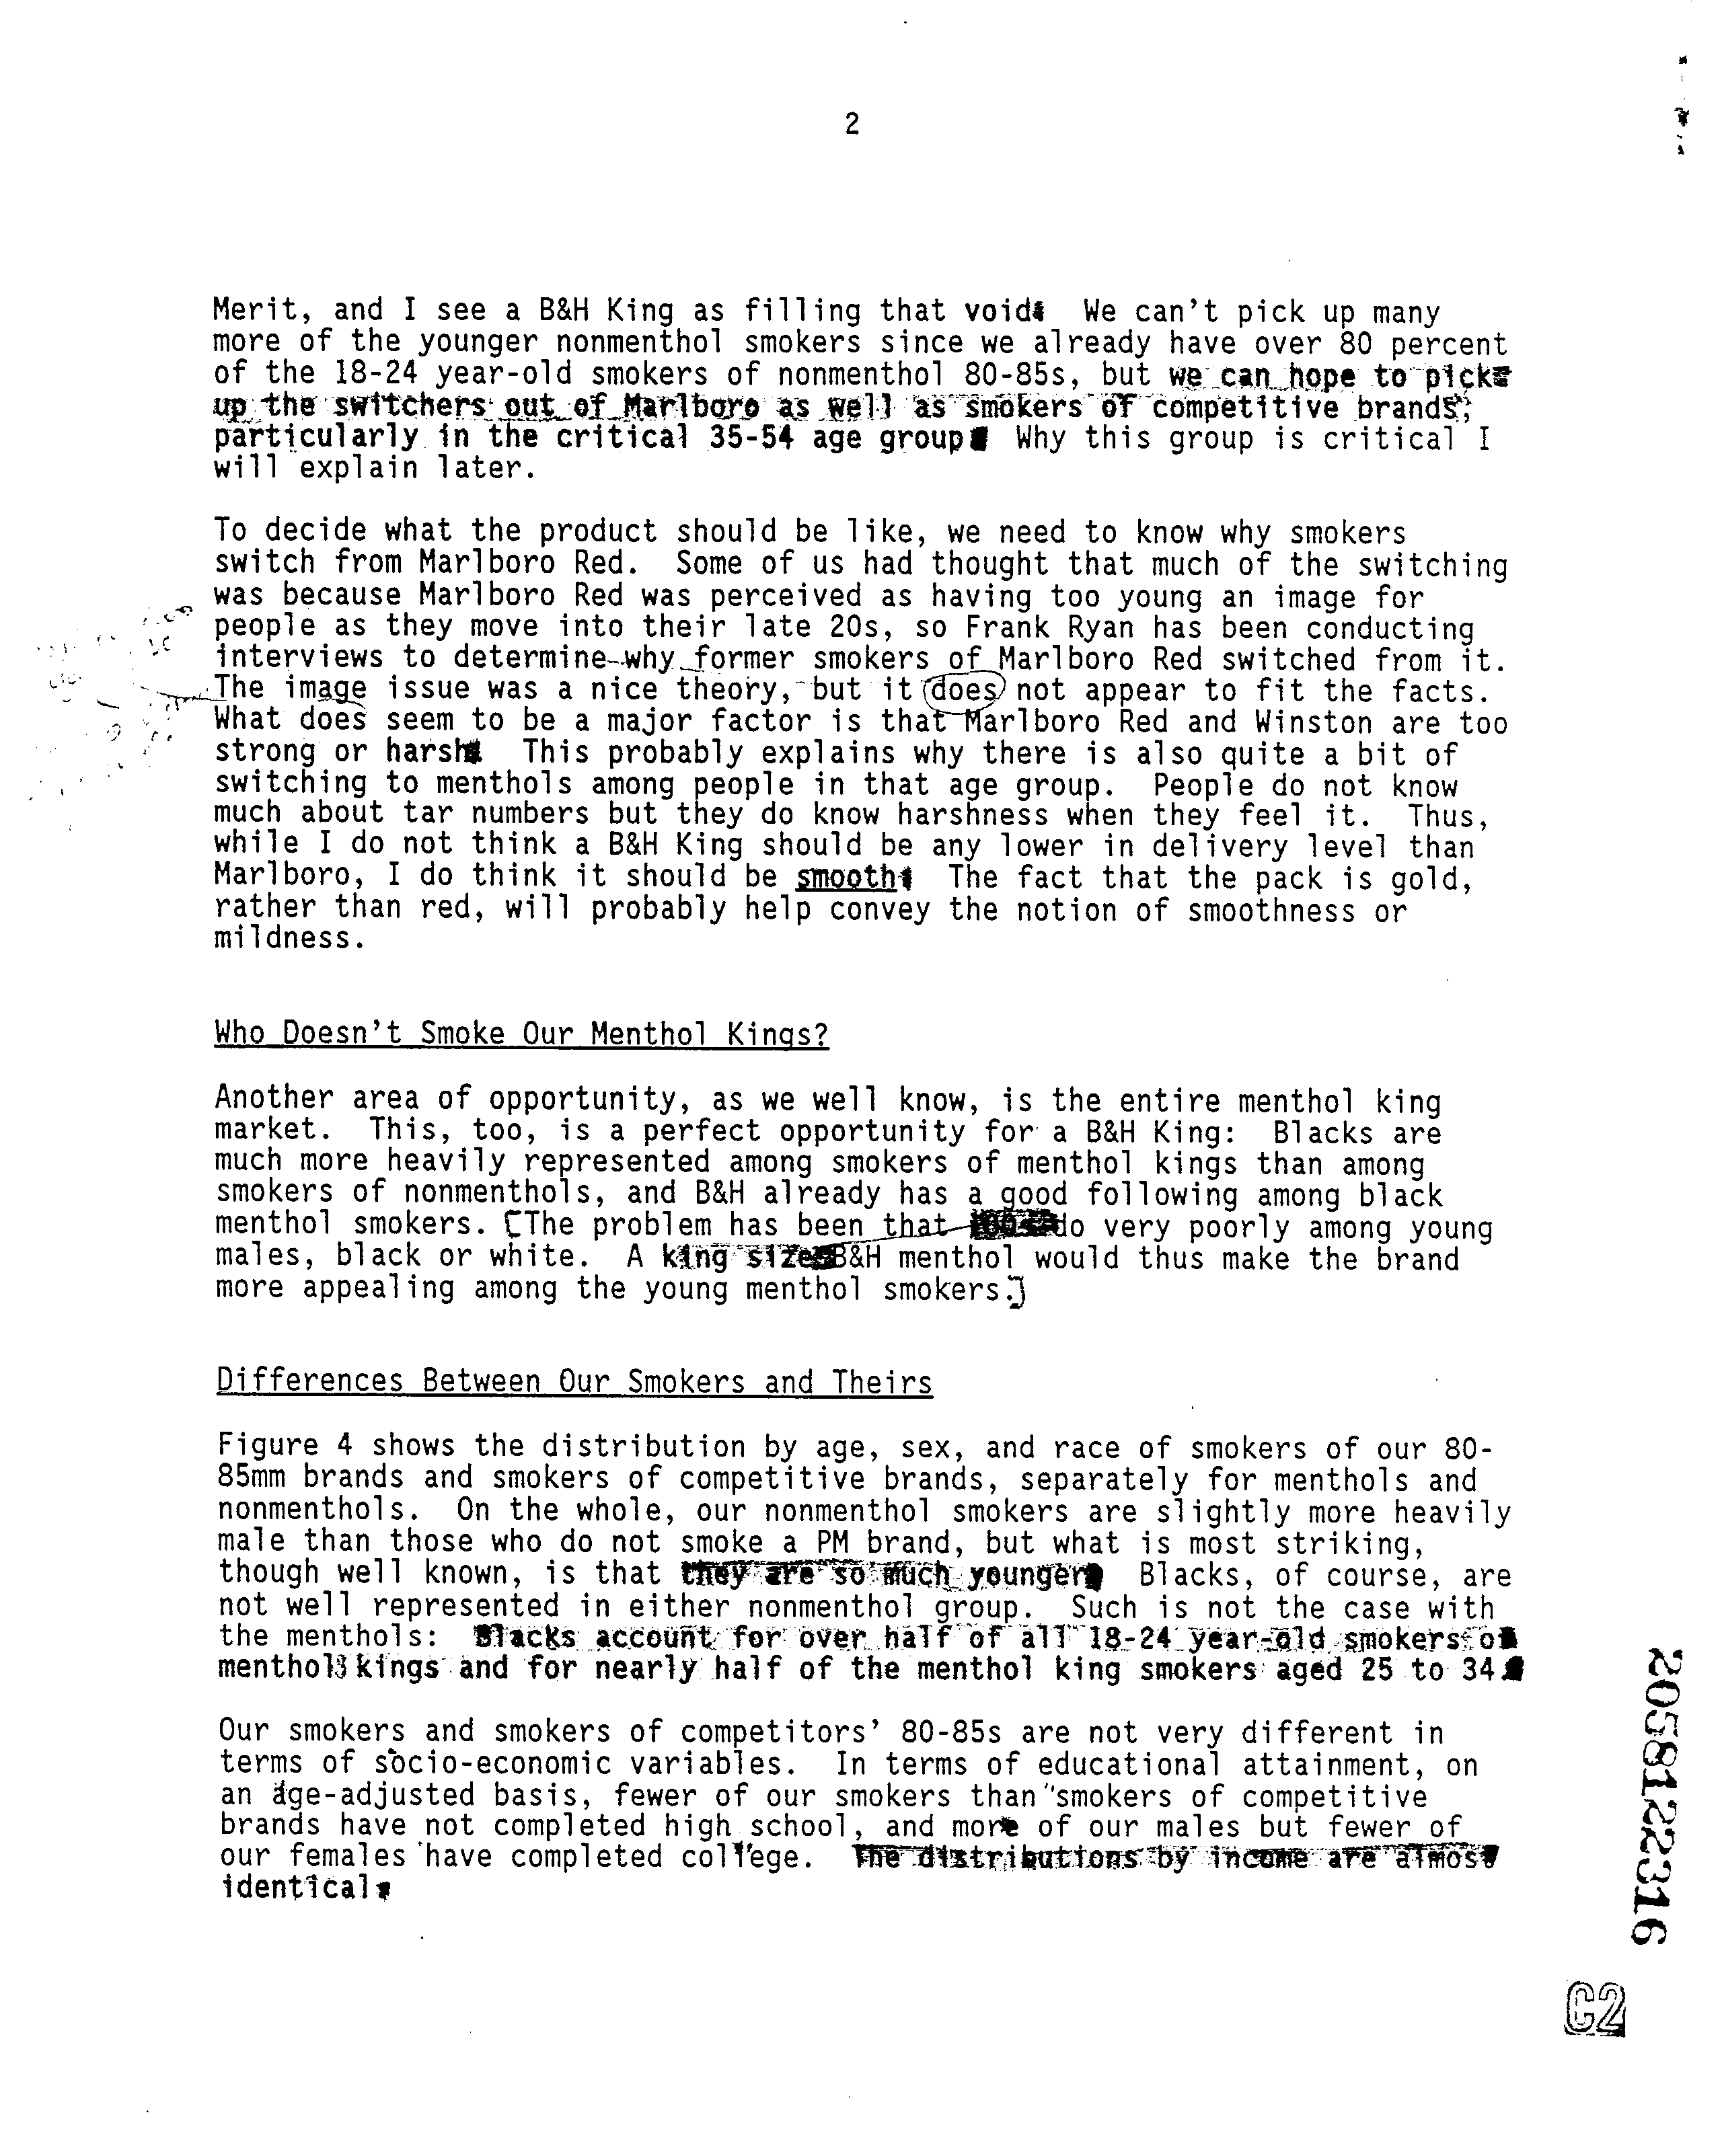 2
Merit, and I see a B&H King as filling that void. We can't pick up many
more of the younger nonmenthol smokers since we already have over 80 percent
of the 18-24 year-old smokers of nonmenthol 80-85s, but we can hope to pick
up the switchers out of Marlboro as well as smokers of competitive brands,
particularly in the critical 35-54 age group. Why this group is critical I
will explain later.
To decide what the product should be like, we need to know why smokers
switch from Marlboro Red. Some of us had thought that much of the switching
was because Marlboro Red was perceived as having too young an image for
people as they move into their late 20s, so Frank Ryan has been conducting
interviews to determine why former smokers of Marlboro Red switched from it.
The image issue was a nice theory, but it does not appear to fit the facts.
What does seem to be a major factor is that Marlboro Red and Winston are too
strong or harsh. This probably explains why there is also quite a bit of
switching to menthols among people in that age group. People do not know
much about tar numbers but they do know harshness when they feel it. Thus,
while I do not think a B&H King should be any lower in delivery level than
Marlboro, I do think it should be smooth. The fact that the pack is gold,
rather than red, will probably help convey the notion of smoothness or
mildness.
Who Doesn't Smoke Our Menthol Kings?
Another area of opportunity, as we well know, is the entire menthol king
market. This, too, is a perfect opportunity for a B&H King: Blacks are
much more heavily represented among smokers of menthol kings than among
smokers of nonmenthols, and B&H already has a good following among black
menthol smokers. [The problem has been that 100s do very poorly among young
males, black or white. A king size B&H menthol would thus make the brand
more appealing among the young menthol smokers.]
Differences Between Our Smokers and Theirs
Figure 4 shows the distribution by age, sex, and race of smokers of our 80-
85mm brands and smokers of competitive brands, separately for menthols and
nonmenthols. On the whole, our nonmenthol smokers are slightly more heavily
male than those who do not smoke a PM brand, but what is most striking,
though well known, is that they are so much younger. Blacks, of course, are
not well represented in either nonmenthol group. Such is not the case with
the menthols: Blacks account for over half of all 18-24 year-old smokers of
menthol kings and for nearly half of the menthol king smokers aged 25 to 34.
Our smokers and smokers of competitors' 80-85s are not very different in
terms of socio-economic variables. In terms of educational attainment, on
an age-adjusted basis, fewer of our smokers than smokers of competitive
brands have not completed high school, and more of our males but fewer of
our females have completed college. The distributions by income are almost
identical.
2058122316
C2